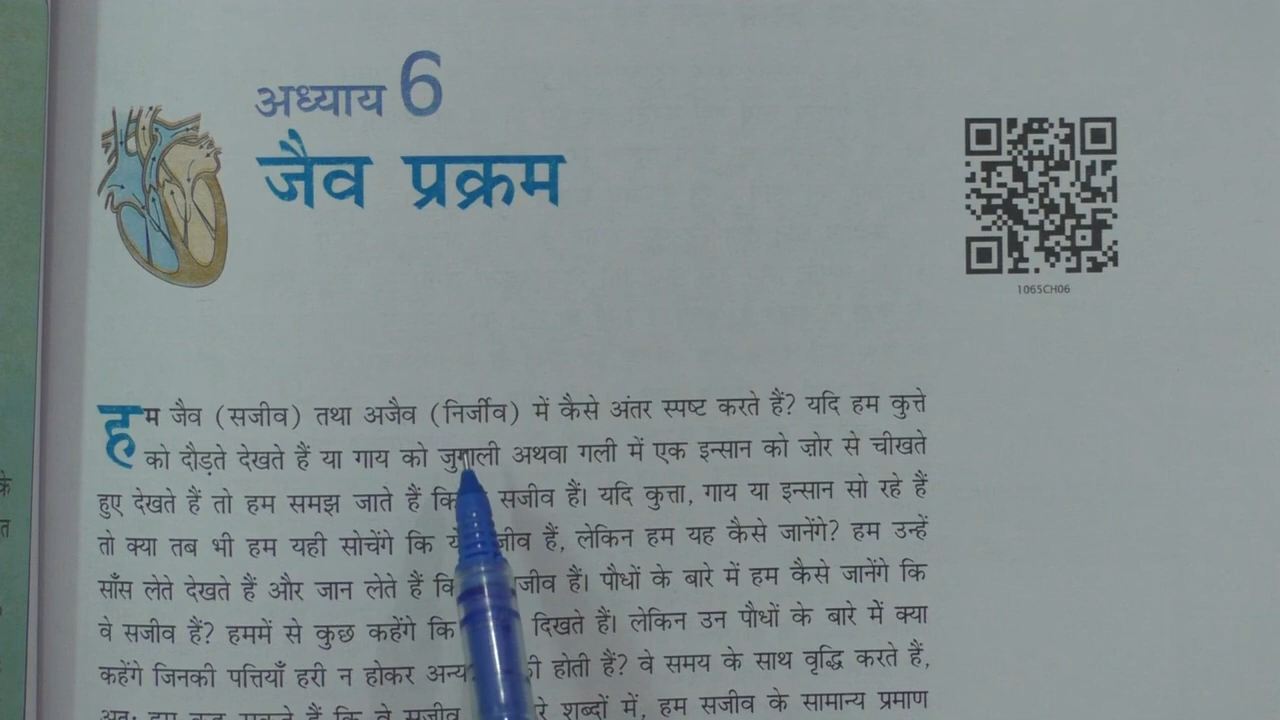 अध्याय 6
जैव प्रक्रम
1065CH06
हम जैव (सजीव) तथा अजैव (निर्जीव) में कैसे अंतर स्पष्ट करते हैं? यदि हम कुत्ते
को दौड़ते देखते हैं या गाय को जुगाली अथवा गली में एक इन्सान को ज़ोर से चीखते
हुए देखते हैं तो हम समझ जाते हैं कि सजीव हैं। यदि कुत्ता, गाय या इन्सान सो रहे हैं
तो क्या तब भी हम यही सोचेंगे कि हैं, लेकिन हम यह कैसे जानेंगे? हम उन्हें
साँस लेते देखते हैं और जान लेते हैं हैं। पौधों के बारे में हम कैसे जानेंगे कि
वे सजीव हैं? हममें से कुछ कहेंगे कि दिखते हैं। लेकिन उन पौधों के बारे में क्या
कहेंगे जिनकी पत्तियाँ हरी न होकर होती हैं? वे समय के साथ वृद्धि करते हैं,
शब्दों में, हम सजीव के सामान्य प्रमाण